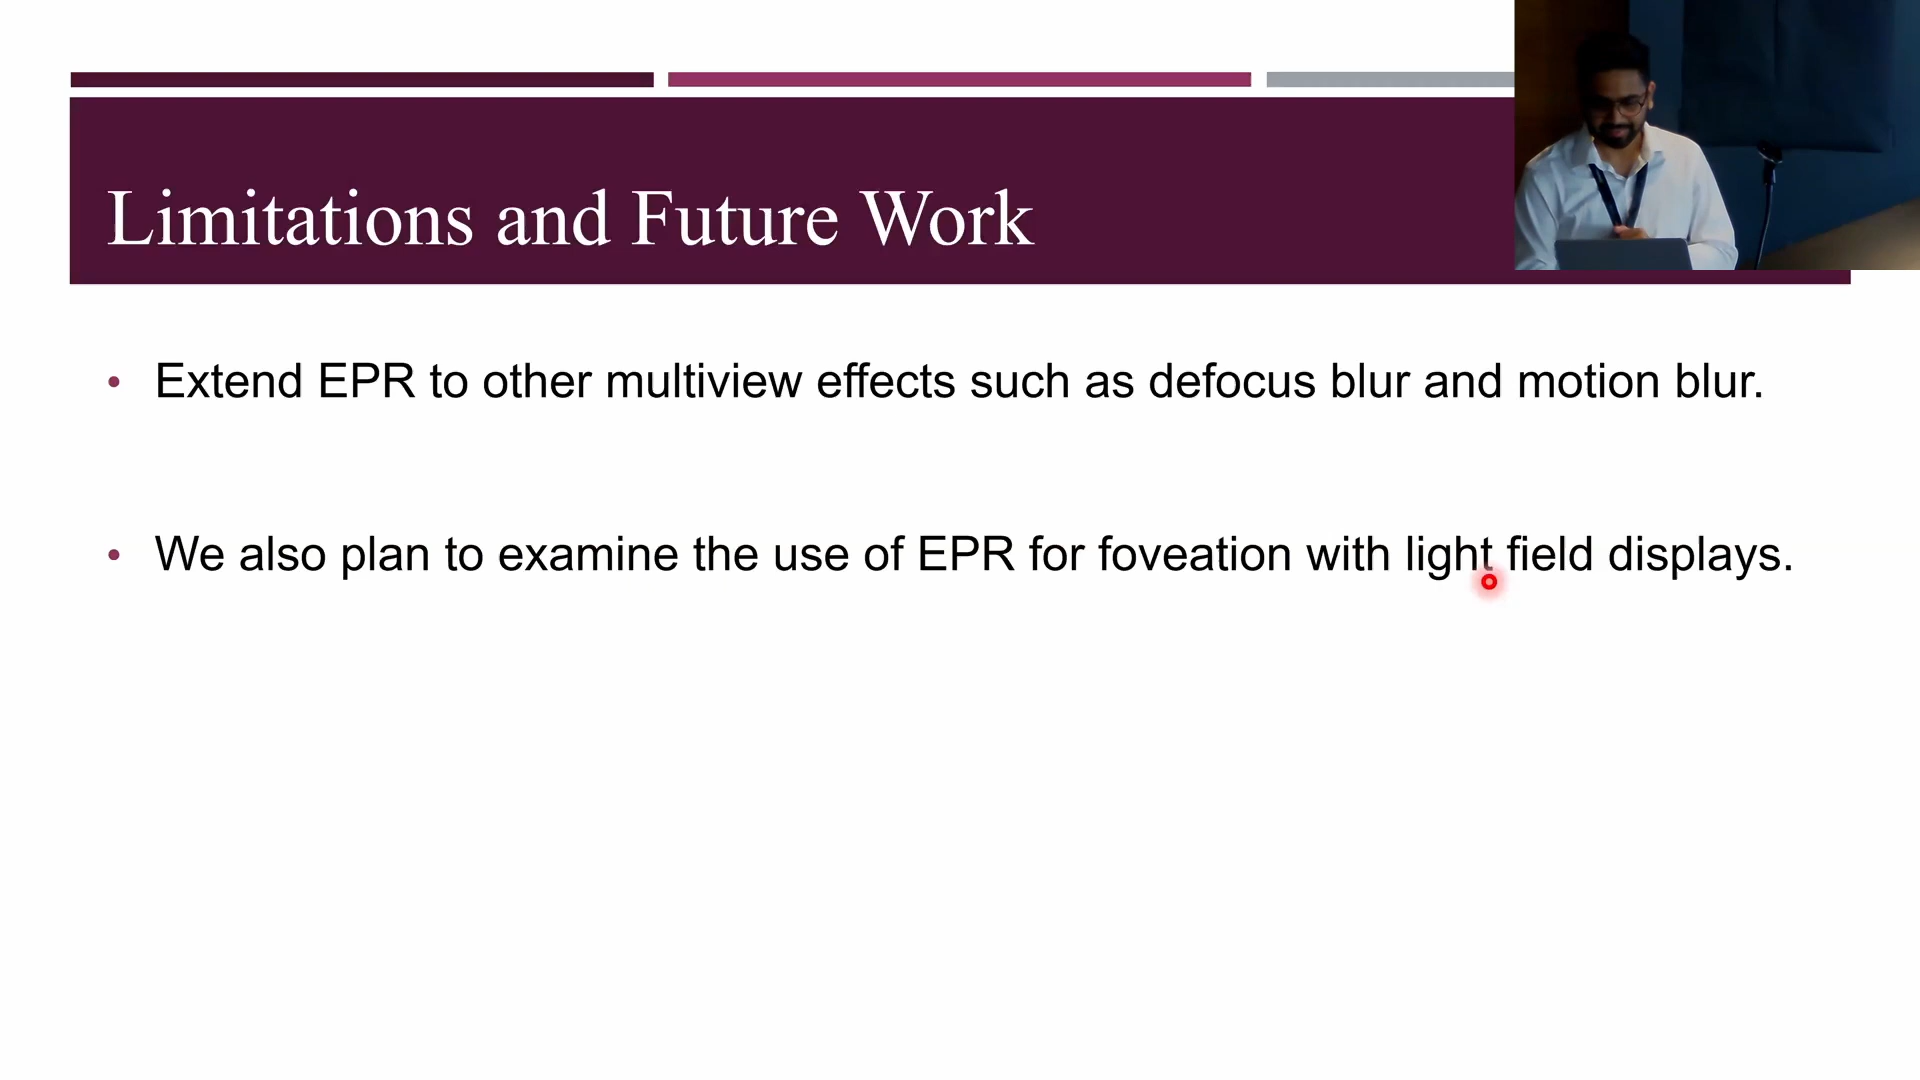 Limitations and Future Work
• Extend EPR to other multiview effects such as defocus blur and motion blur.
• We also plan to examine the use of EPR for foveation with light field displays.